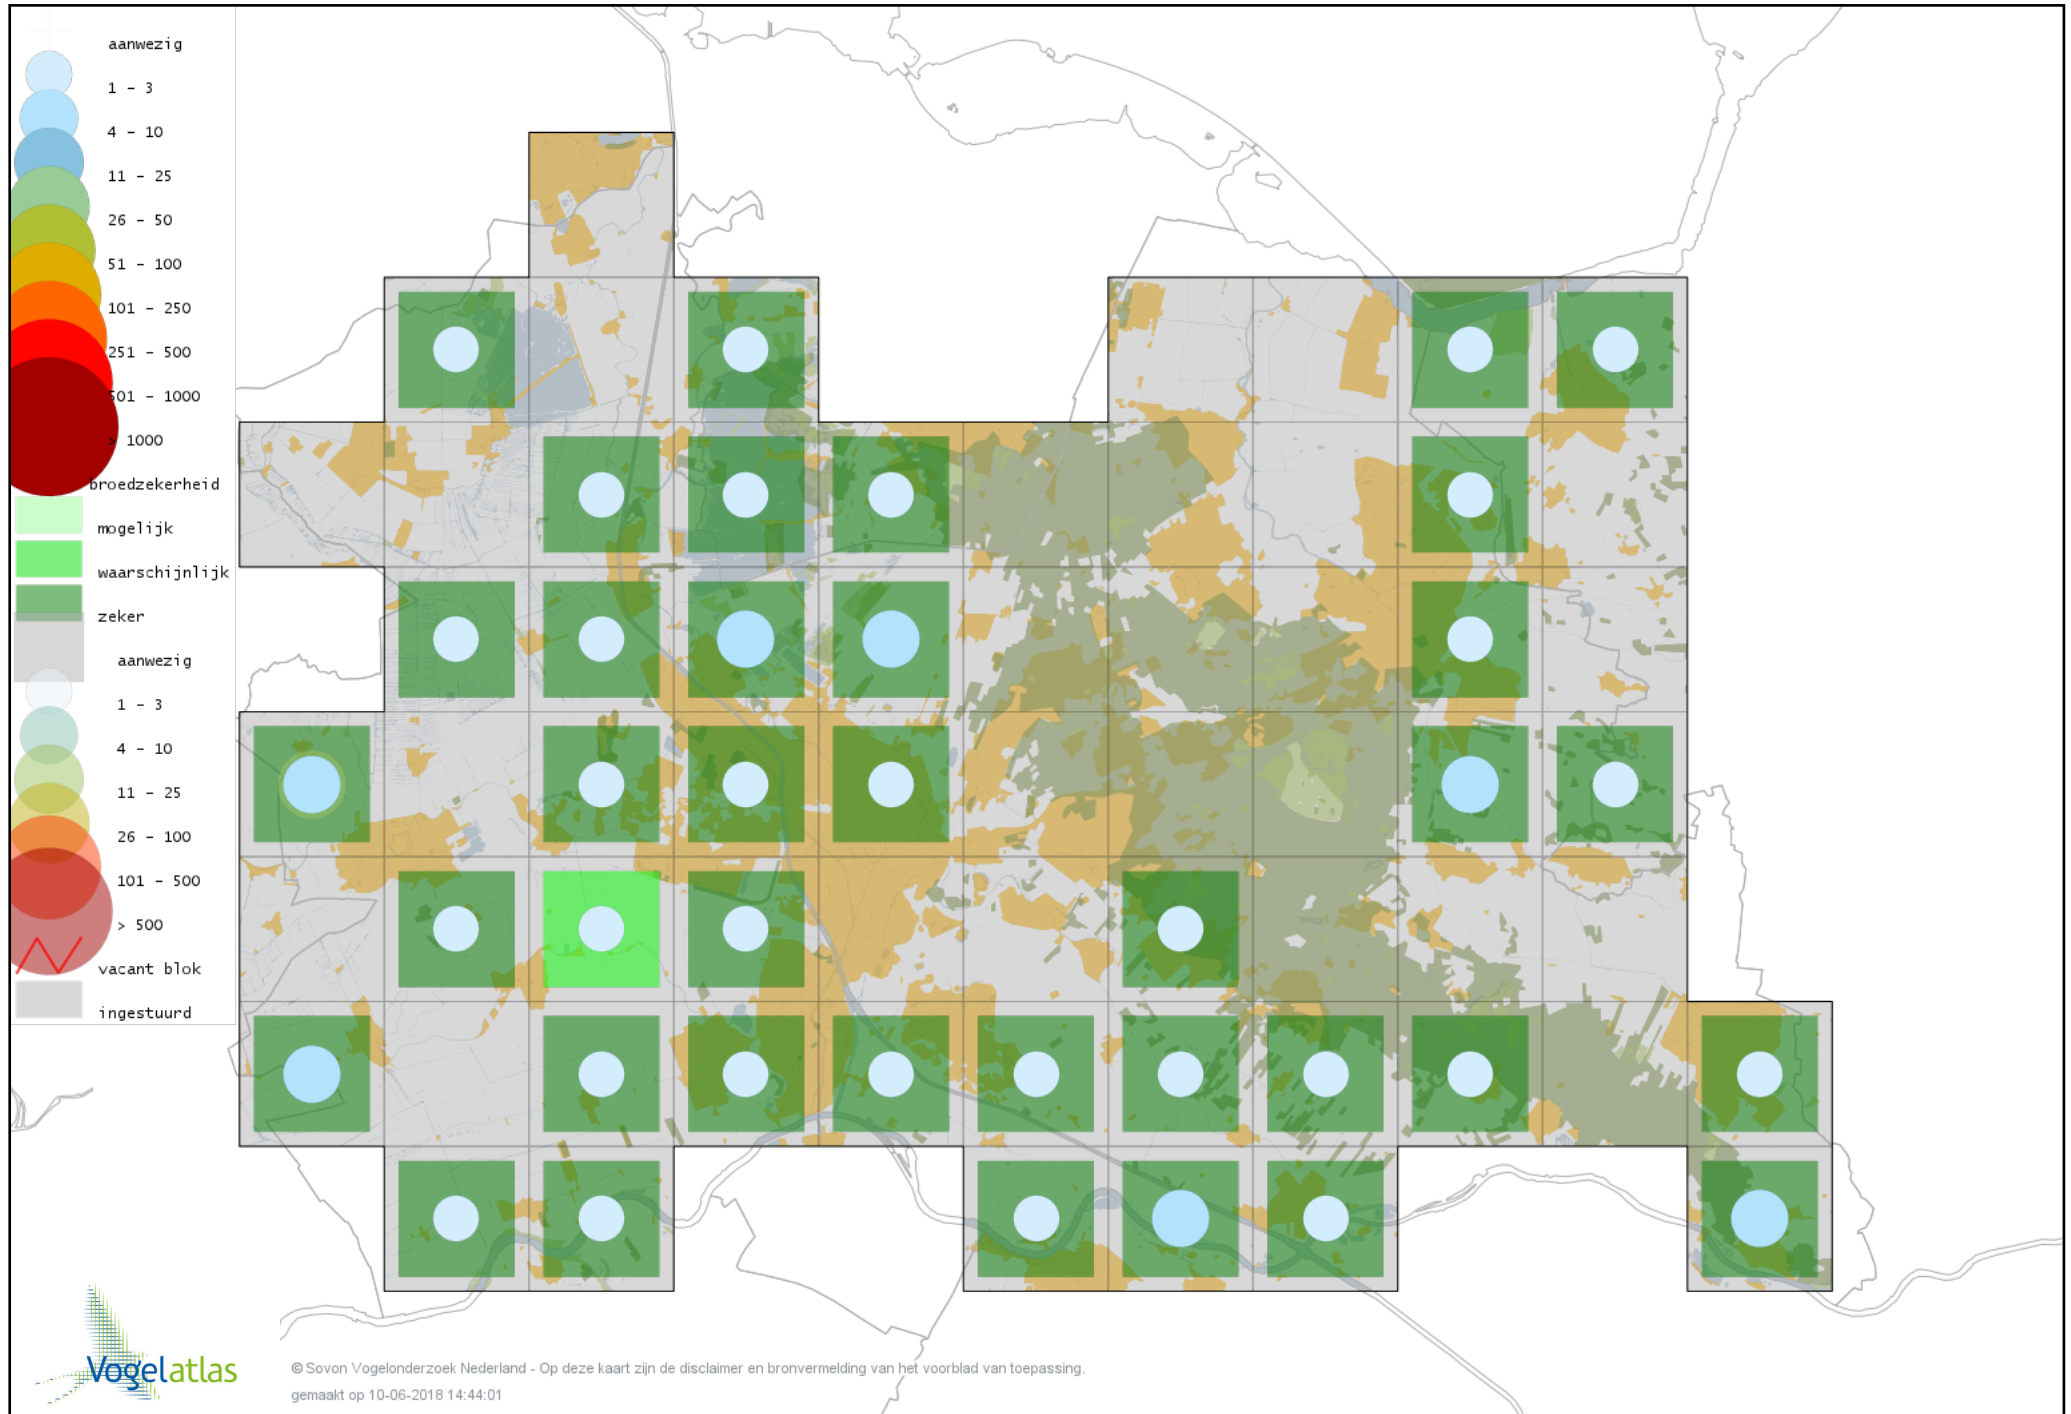 aanwezig
1 - 3
4 - 10
11 - 25
26 - 50
51 - 100
101 - 250
251 - 500
501 - 1000
> 1000
broedzekerheid
mogelijk
waarschijnlijk
zeker
aanwezig
1 - 3
4 - 10
11 - 25
26 - 100
101 - 500
> 500
vacant blok
ingestuurd
Vogelatlas
© Sovon Vogelonderzoek Nederland - Op deze kaart zijn de disclaimer en bronvermelding van het voorblad van toepassing.
gemaakt op 10-06-2018 14:44:01